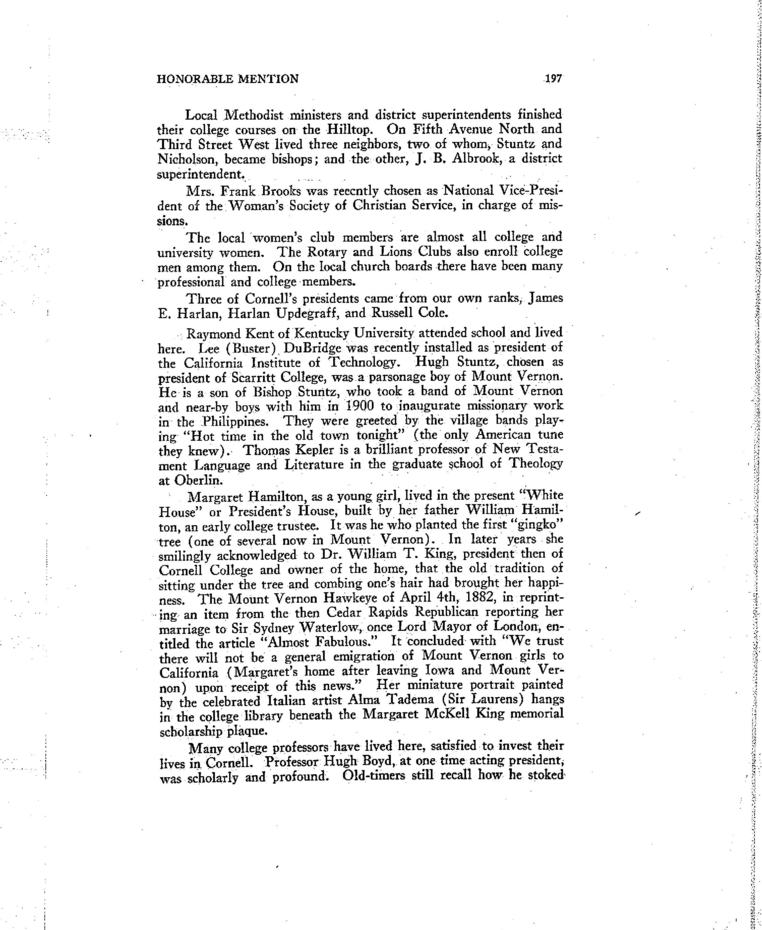 HONORABLE MENTION 197
Local Methodist ministers and district superintendents finished
their college courses on the Hilltop. On Fifth Avenue North and
Third Street West lived three neighbors, two of whom, Stuntz and
Nicholson, became bishops; and the other, J. B. Albrook, a district
superintendent.
Mrs. Frank Brooks was recently chosen as National Vice-Presi-
dent of the Woman's Society of Christian Service, in charge of mis-
sions.
The local women's club members are almost all college and
university women. The Rotary and Lions Clubs also enroll college
men among them. On the local church boards there have been many
professional and college members.
Three of Cornell's presidents came from our own ranks, James
E. Harlan, Harlan Updegraff, and Russell Cole.
Raymond Kent of Kentucky University attended school and lived
here. Lee (Buster) DuBridge was recently installed as president of
the California Institute of Technology. Hugh Stuntz, chosen as
president of Scarritt College, was a parsonage boy of Mount Vernon.
He is a son of Bishop Stuntz, who took a band of Mount Vernon
and near-by boys with him in 1900 to inaugurate missionary work
in the Philippines. They were greeted by the village bands play-
ing "Hot time in the old town tonight" (the only American tune
they knew). Thomas Kepler is a brilliant professor of New Testa-
ment Language and Literature in the graduate school of Theology
at Oberlin.
Margaret Hamilton, as a young girl, lived in the present "White
House" or President's House, built by her father William Hamil-
ton, an early college trustee. It was he who planted the first "gingko"
tree (one of several now in Mount Vernon). In later years she
smilingly acknowledged to Dr. William T. King, president then of
Cornell College and owner of the home, that the old tradition of
sitting under the tree and combing one's hair had brought her happi-
ness. The Mount Vernon Hawkeye of April 4th, 1882, in reprint-
ing an item from the then Cedar Rapids Republican reporting her
marriage to Sir Sydney Waterlow, once Lord Mayor of London, en-
titled the article "Almost Fabulous." It concluded with "We trust
there will not be a general emigration of Mount Vernon girls to
California (Margaret's home after leaving Iowa and Mount Ver-
non) upon receipt of this news." Her miniature portrait painted
by the celebrated Italian artist Alma Tadema (Sir Laurens) hangs
in the college library beneath the Margaret McKell King memorial
scholarship plaque.
Many college professors have lived here, satisfied to invest their
lives in Cornell. Professor Hugh Boyd, at one time acting president,
was scholarly and profound. Old-timers still recall how he stoked